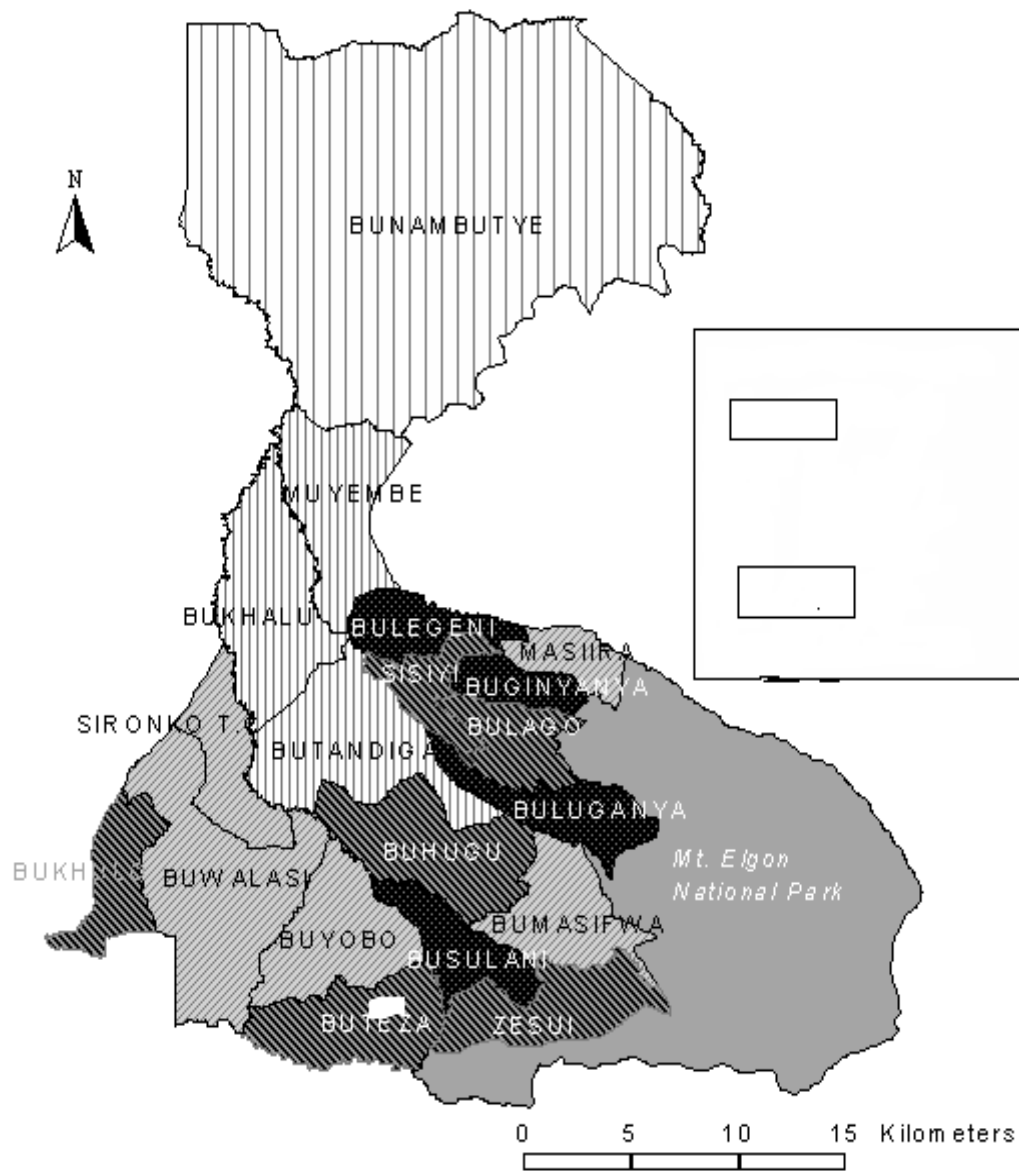 N
BUNAMBUTYE
MUYEMBE
BUKHALU
BULEGENI
MASIIRA
SISIYI
BUGINYANYA
SIRONKO T.
BULAGO
BUTANDIGA
BULUGANYA
BUHUGU
Mt. Elgon
National Park
BUWALASI
BUMASIFWA
BUYOBO
BUSULANI
BUTEZA
ZESUI
0 5 10 15 Kilometers